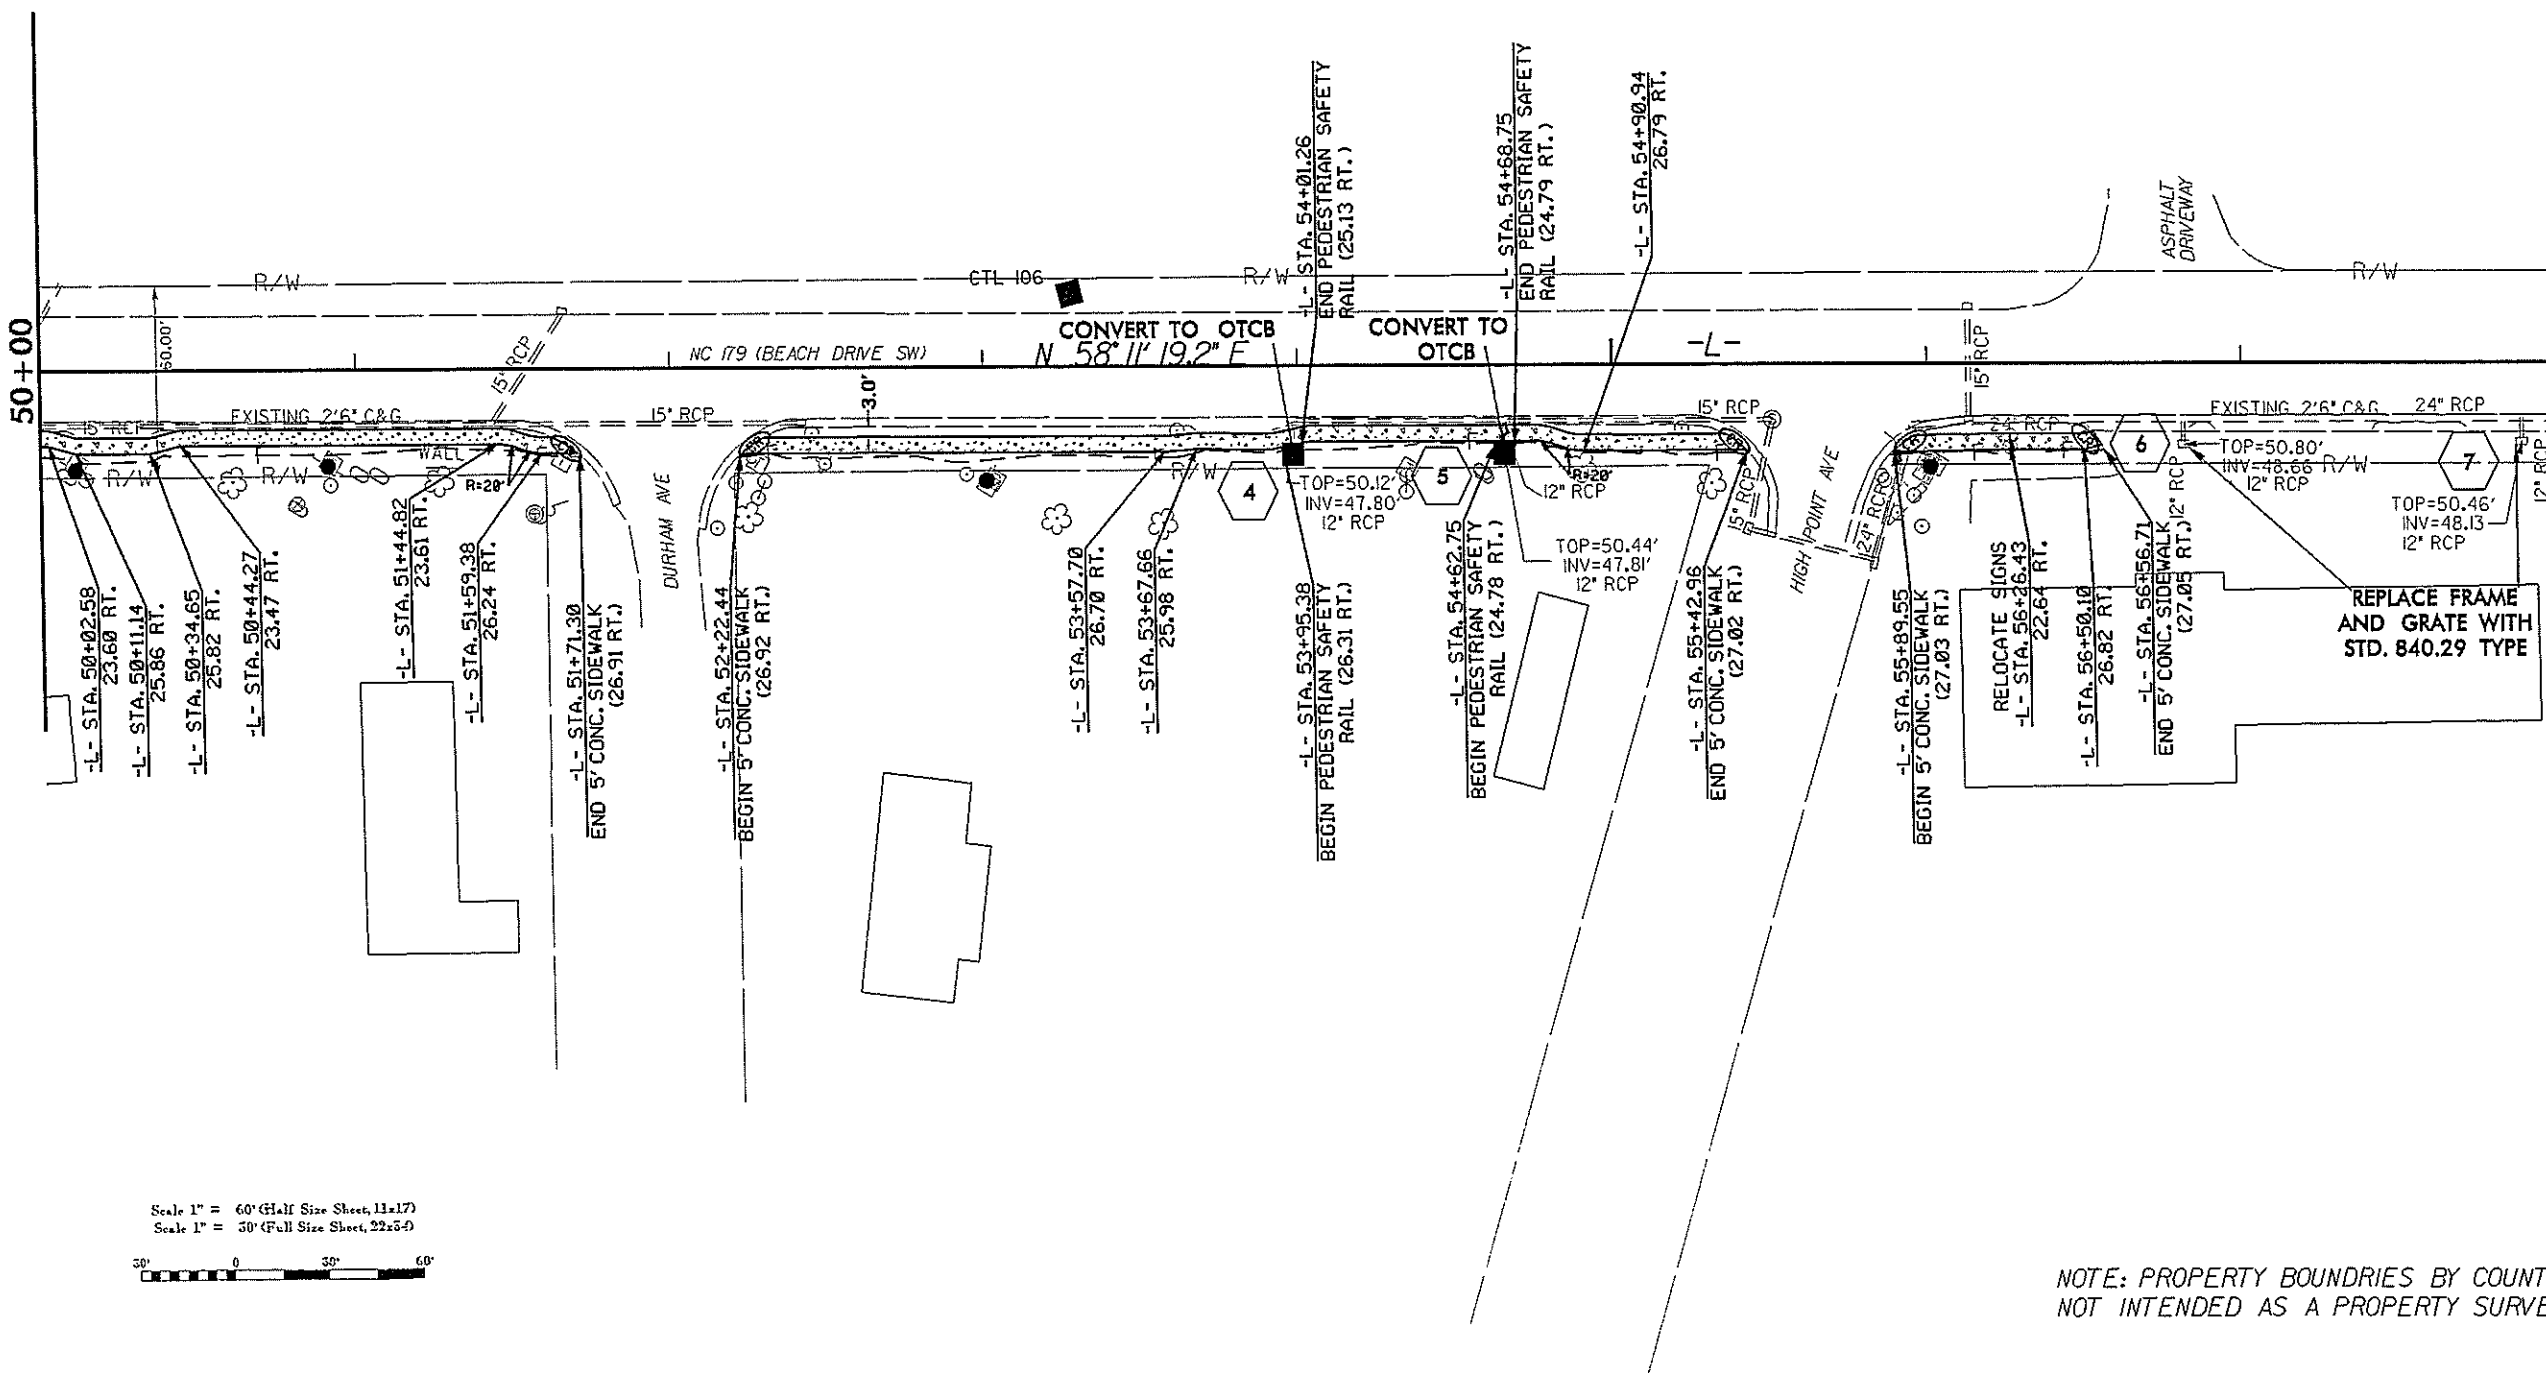 50+00
R/W
60.00'
CTL 106
R/W
R/W
ASPHALT
DRIVEWAY
-L- STA. 54+01.26
END PEDESTRIAN SAFETY
RAIL (25.13 RT.)
-L- STA. 54+68.75
END PEDESTRIAN SAFETY
RAIL (24.79 RT.)
-L- STA. 54+90.94
26.79 RT.
CONVERT TO OTCB
CONVERT TO
OTCB
15" RCP
NC 179 (BEACH DRIVE SW)
N 58° 11' 19.2" E
-L-
15" RCP
3.0'
15" RCP
EXISTING 2'6" C&G
15" RCP
15" RCP
24" RCP
EXISTING 2'6" C&G
24" RCP
WALL
R/W
R/W
R=20'
R/W
R=20'
R/W
4
TOP=50.12'
INV=47.80'
12" RCP
5
12" RCP
TOP=50.44'
INV=47.81'
12" RCP
15" RCP
24" RCP
6
TOP=50.80'
INV=48.66'
12" RCP
12" RCP
7
TOP=50.46'
INV=48.13
12" RCP
12" RCP
DURHAM AVE
HIGH POINT AVE
-L- STA. 50+02.58
23.60 RT.
-L- STA. 50+11.14
25.86 RT.
-L- STA. 50+34.65
25.82 RT.
-L- STA. 50+44.27
23.47 RT.
-L- STA. 51+44.82
23.61 RT.
-L- STA. 51+59.38
26.24 RT.
-L- STA. 51+71.30
END 5' CONC. SIDEWALK
(26.91 RT.)
-L- STA. 52+22.44
BEGIN 5' CONC. SIDEWALK
(26.92 RT.)
-L- STA. 53+57.70
26.70 RT.
-L- STA. 53+67.66
25.98 RT.
-L- STA. 53+95.38
BEGIN PEDESTRIAN SAFETY
RAIL (26.31 RT.)
-L- STA. 54+62.75
BEGIN PEDESTRIAN SAFETY
RAIL (24.78 RT.)
-L- STA. 55+42.96
END 5' CONC. SIDEWALK
(27.02 RT.)
-L- STA. 55+89.55
BEGIN 5' CONC. SIDEWALK
(27.03 RT.)
RELOCATE SIGNS
-L- STA. 56+26.43
22.64 RT.
-L- STA. 56+50.10
26.82 RT.
-L- STA. 56+56.71
END 5' CONC. SIDEWALK
(27.05 RT.)
REPLACE FRAME
AND GRATE WITH
STD. 840.29 TYPE
Scale 1" = 60' (Half Size Sheet, 11x17)
Scale 1" = 30' (Full Size Sheet, 22x34)
30' 0 30' 60'
NOTE: PROPERTY BOUNDRIES BY COUNT
NOT INTENDED AS A PROPERTY SURVE